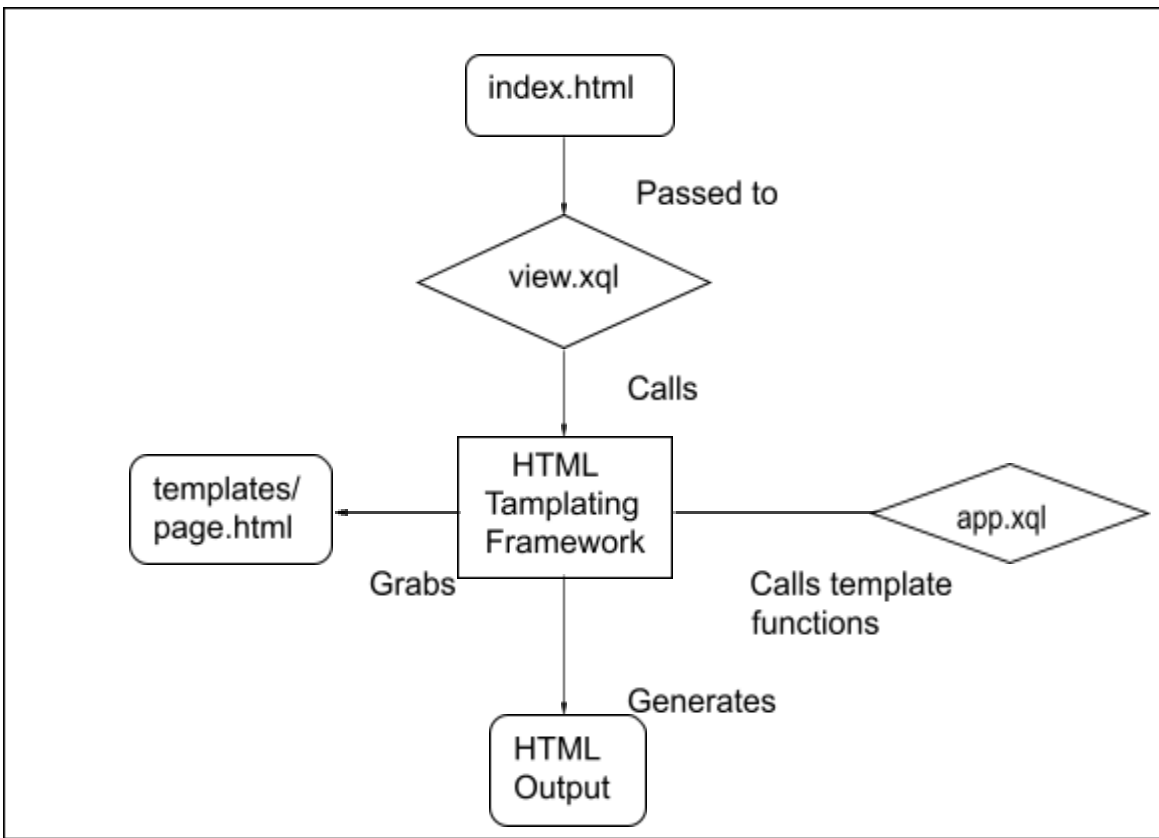 index.html
Passed to
view.xql
Calls
templates/
page.html
HTML
Tamplating
Framework
app.xql
Grabs
Calls template
functions
Generates
HTML
Output